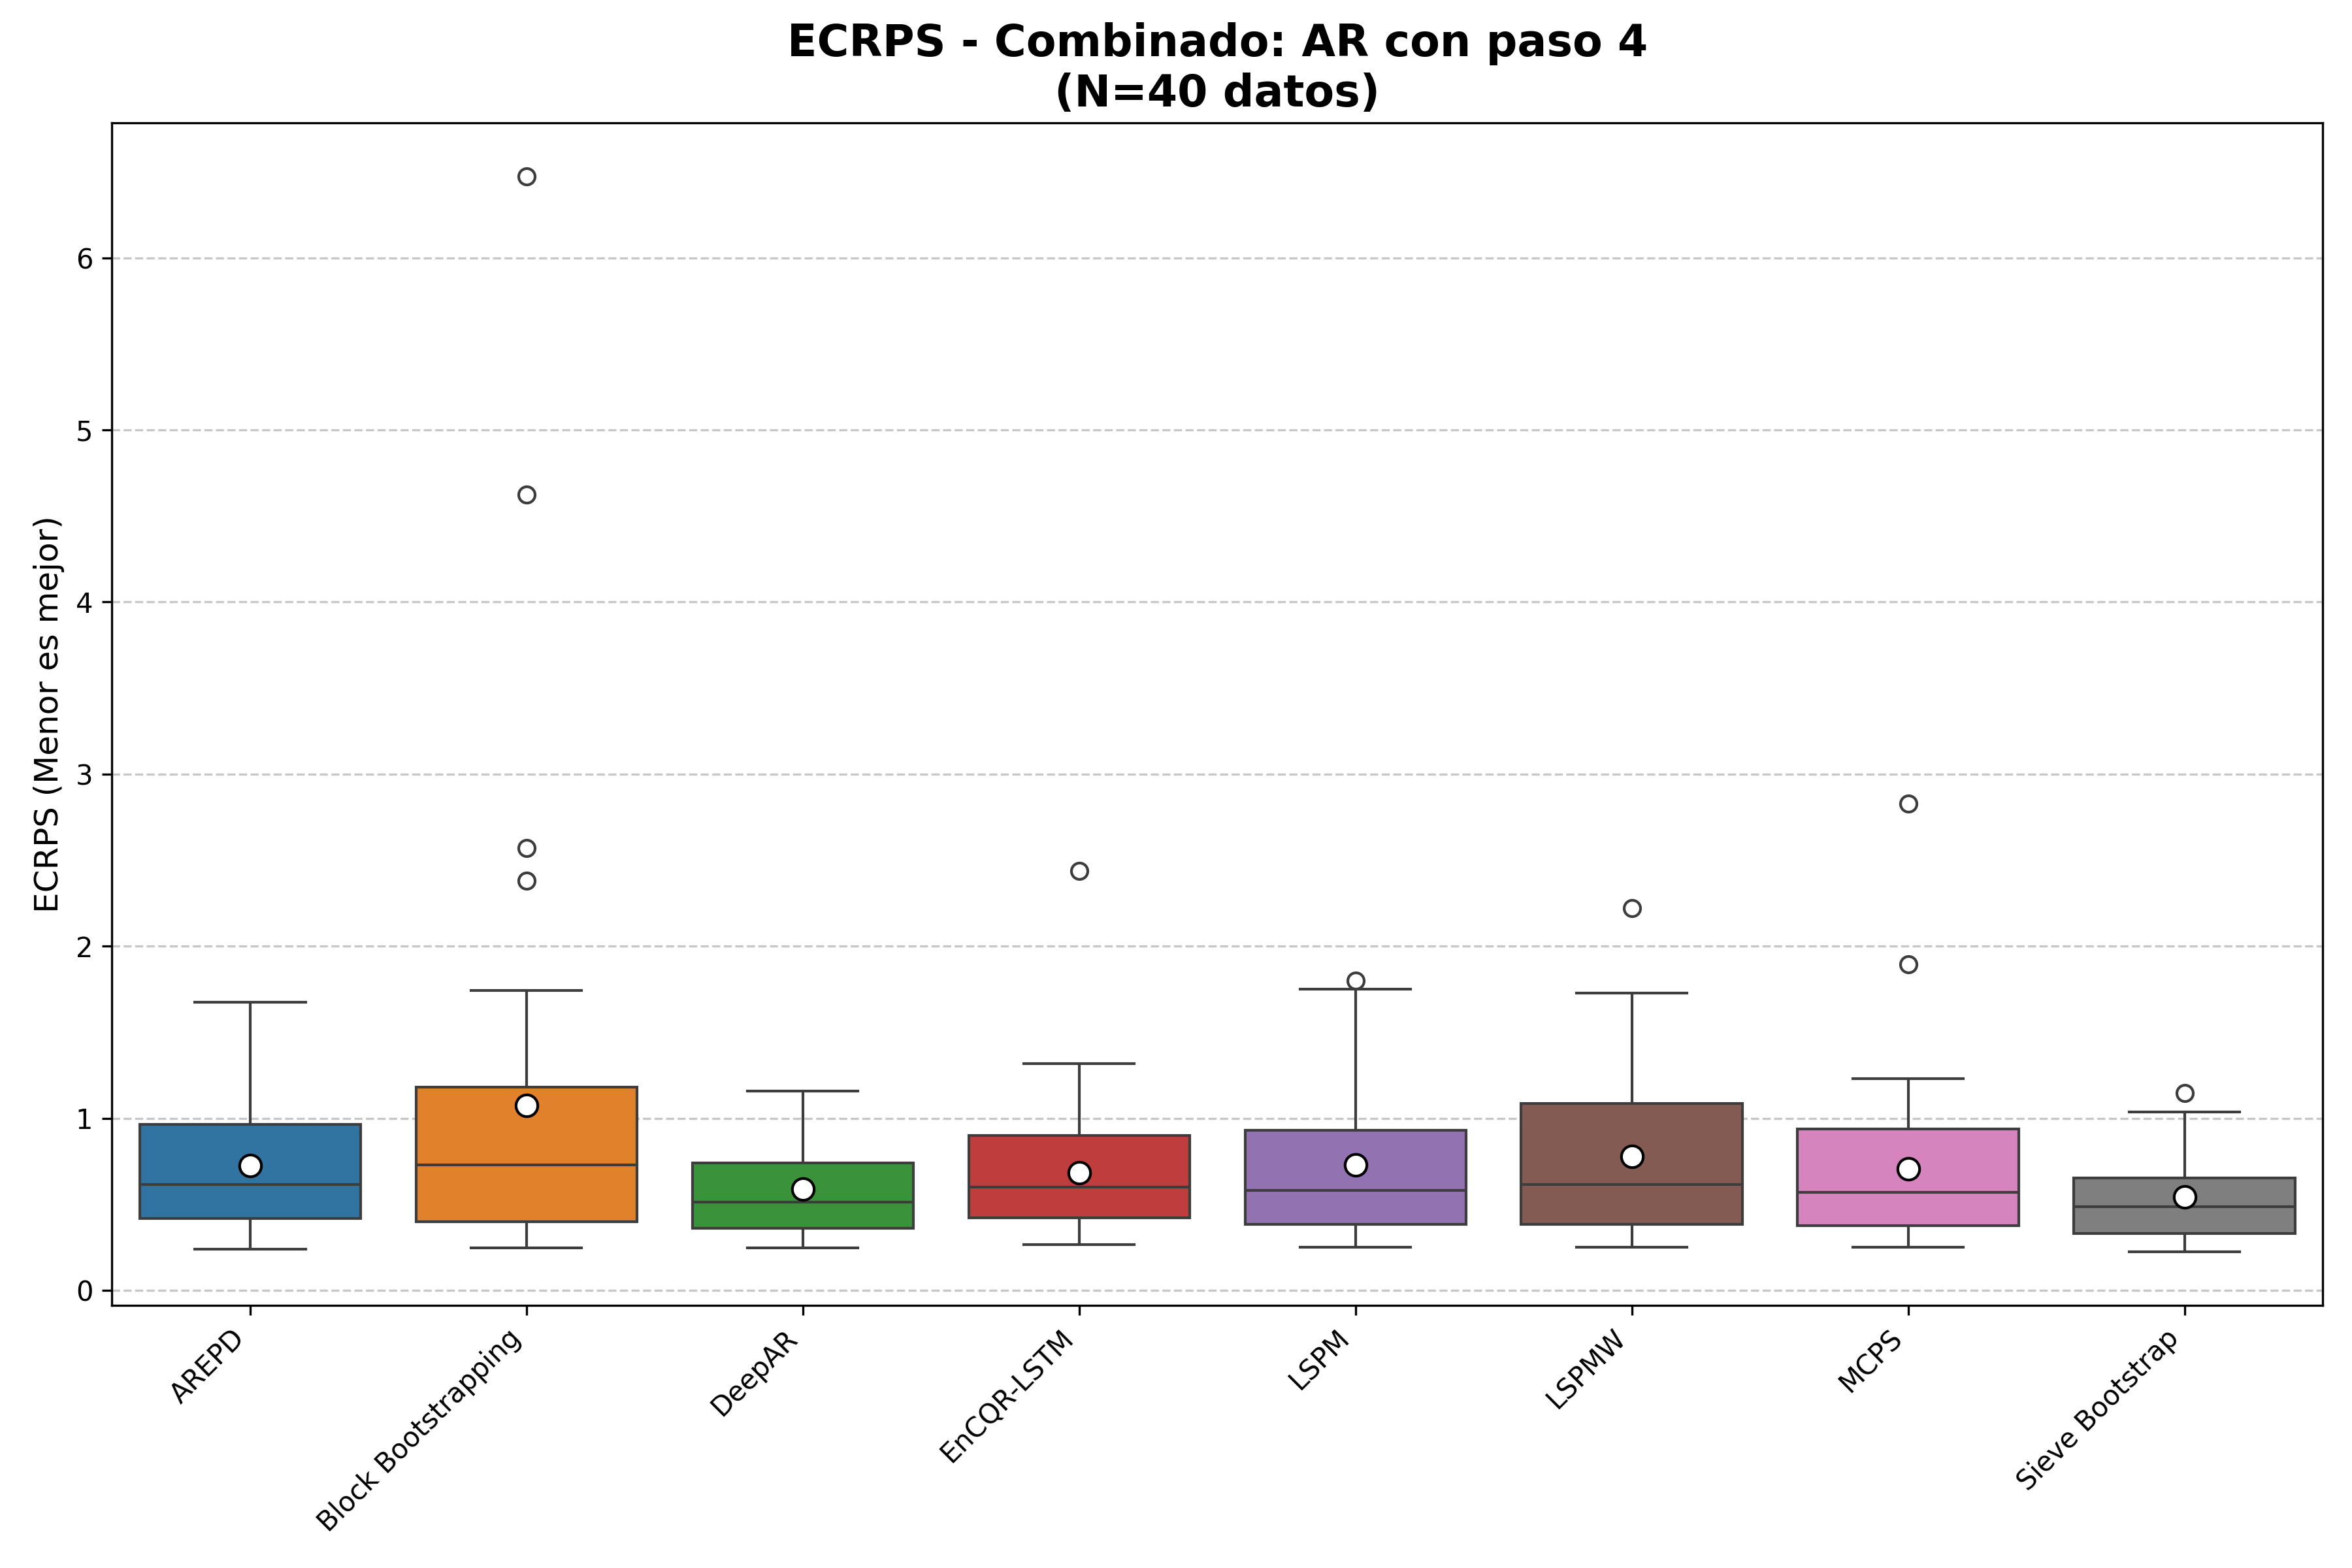 ECRPS - Combinado: AR con paso 4
(N=40 datos)
ECRPS (Menor es mejor)
6
5
4
3
2
1
0
AREPD
Block Bootstrapping
DeepAR
EnCQR-LSTM
LSPM
LSPMW
MCPS
Sieve Bootstrap